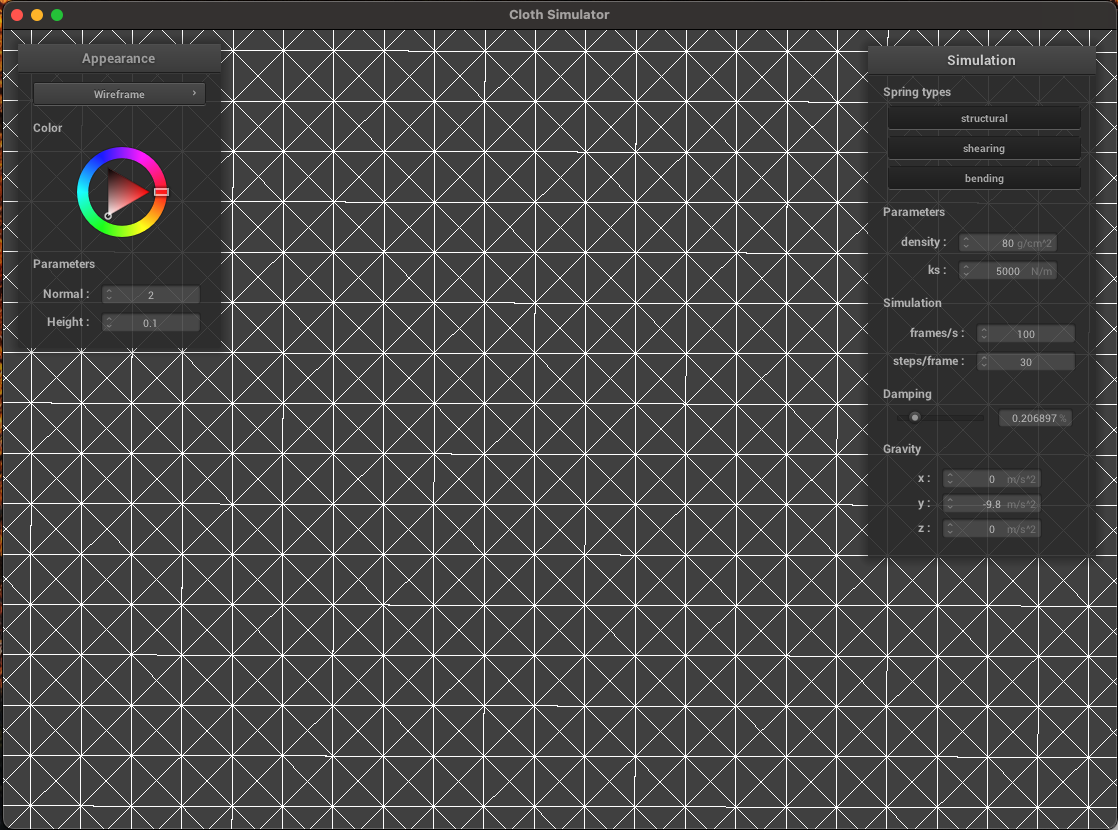 Cloth Simulator
Appearance
Wireframe
Color
Parameters
Normal : 2
Height : 0.1
Simulation
Spring types
structural
shearing
bending
Parameters
density : 80 g/cm^2
ks : 5000 N/m
Simulation
frames/s : 100
steps/frame : 30
Damping
0.206897 %
Gravity
x : 0 m/s^2
y : -9.8 m/s^2
z : 0 m/s^2